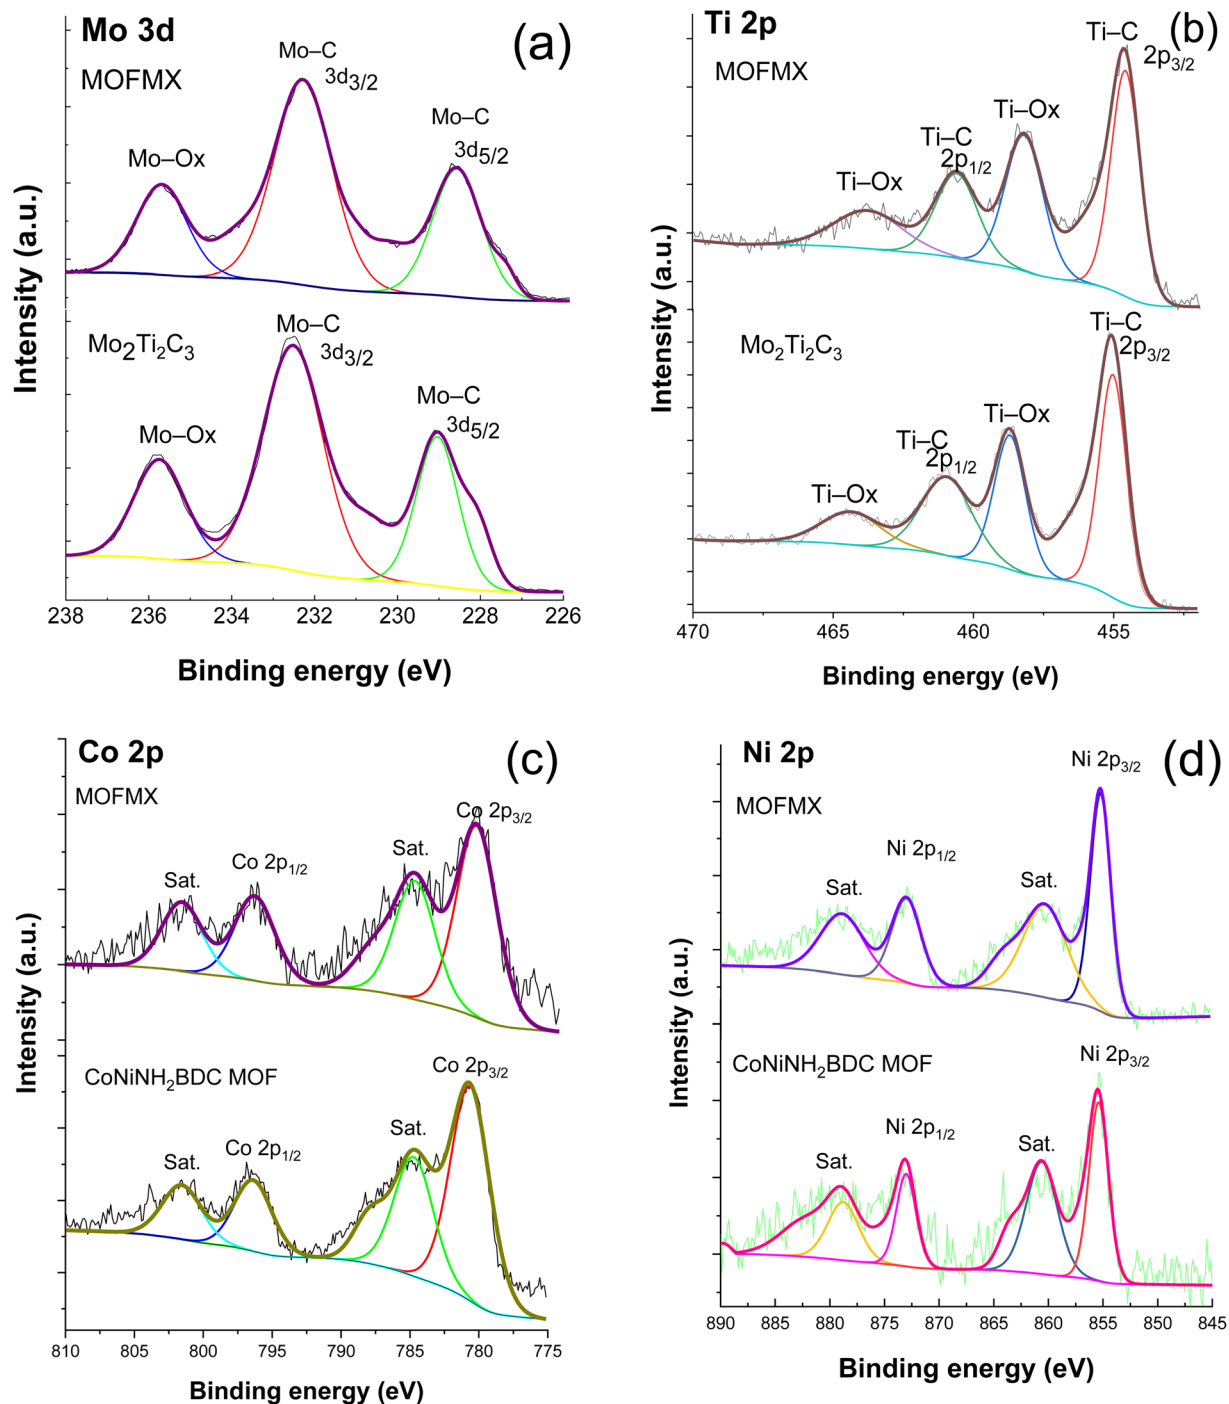 Mo 3d
(a)
MOFMX
Mo–C
3d3/2
Mo–C
3d5/2
Mo–Ox
Mo2Ti2C3
Mo–C
3d3/2
Mo–C
3d5/2
Mo–Ox
Intensity (a.u.)
238 236 234 232 230 228 226
Binding energy (eV)
Ti 2p
(b)
MOFMX
Ti–C
2p3/2
Ti–Ox
Ti–C
2p1/2
Ti–Ox
Mo2Ti2C3
Ti–C
2p3/2
Ti–Ox
Ti–C
2p1/2
Ti–Ox
Intensity (a.u.)
470 465 460 455
Binding energy (eV)
Co 2p
(c)
MOFMX
Co 2p3/2
Sat.
Co 2p1/2
Sat.
CoNiNH2BDC MOF
Co 2p3/2
Sat.
Co 2p1/2
Sat.
Intensity (a.u.)
810 805 800 795 790 785 780 775
Binding energy (eV)
Ni 2p
(d)
MOFMX
Ni 2p3/2
Ni 2p1/2
Sat.
Sat.
CoNiNH2BDC MOF
Ni 2p3/2
Ni 2p1/2
Sat.
Sat.
Intensity (a.u.)
890 885 880 875 870 865 860 855 850 845
Binding energy (eV)